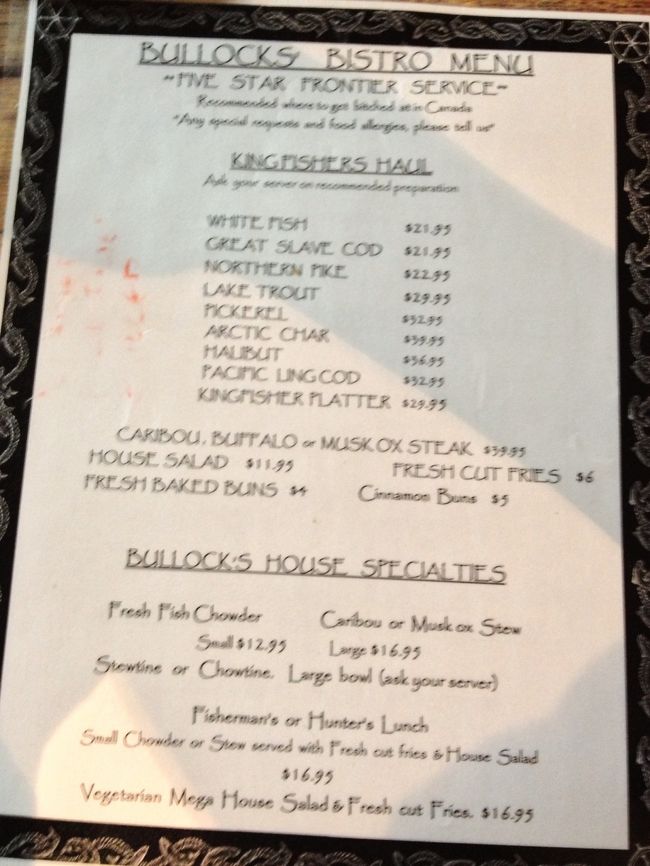 BULLOCKS' BISTRO MENU
~FIVE STAR FRONTIER SERVICE~
Recommended where to get bitched at in Canada
"Any special requests and food allergies, please tell us"
KINGFISHERS HAUL
Ask your server on recommended preparation
WHITE FISH $21.95
GREAT SLAVE COD $21.95
NORTHERN PIKE $22.95
LAKE TROUT $29.95
PICKEREL $32.95
ARCTIC CHAR $39.95
HALIBUT $36.95
PACIFIC LING COD $32.95
KINGFISHER PLATTER $29.95
CARIBOU, BUFFALO or MUSK OX STEAK $39.95
HOUSE SALAD $11.95 FRESH CUT FRIES $6
FRESH BAKED BUNS $4 Cinnamon Buns $5
BULLOCK'S HOUSE SPECIALTIES
Fresh Fish Chowder Caribou or Musk ox Stew
Small $12.95 Large $16.95
Stewtine or Chowtine. Large bowl (ask your server)
Fisherman's or Hunter's Lunch
Small Chowder or Stew served with Fresh cut fries & House Salad
$16.95
Vegetarian Mega House Salad & Fresh cut Fries. $16.95